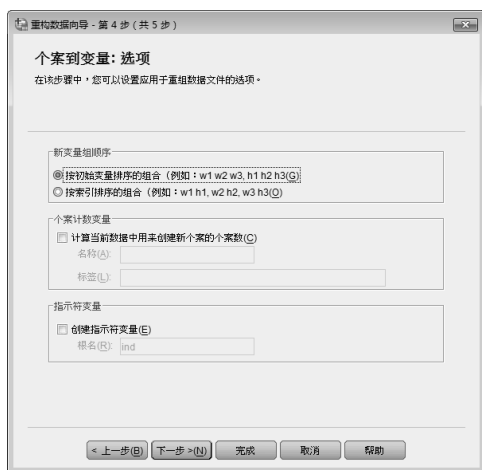 重构数据向导 - 第 4 步 (共 5 步)
个案到变量: 选项
在该步骤中，您可以设置应用于重组数据文件的选项。
新变量组顺序
按初始变量排序的组合 (例如：w1 w2 w3, h1 h2 h3(G)
按索引排序的组合 (例如：w1 h1, w2 h2, w3 h3(O)
个案计数变量
计算当前数据中用来创建新个案的个案数(C)
名称(A):
标签(L):
指示符变量
创建指示符变量(E)
根名(R): ind
< 上一步(B) 下一步 >(N) 完成 取消 帮助